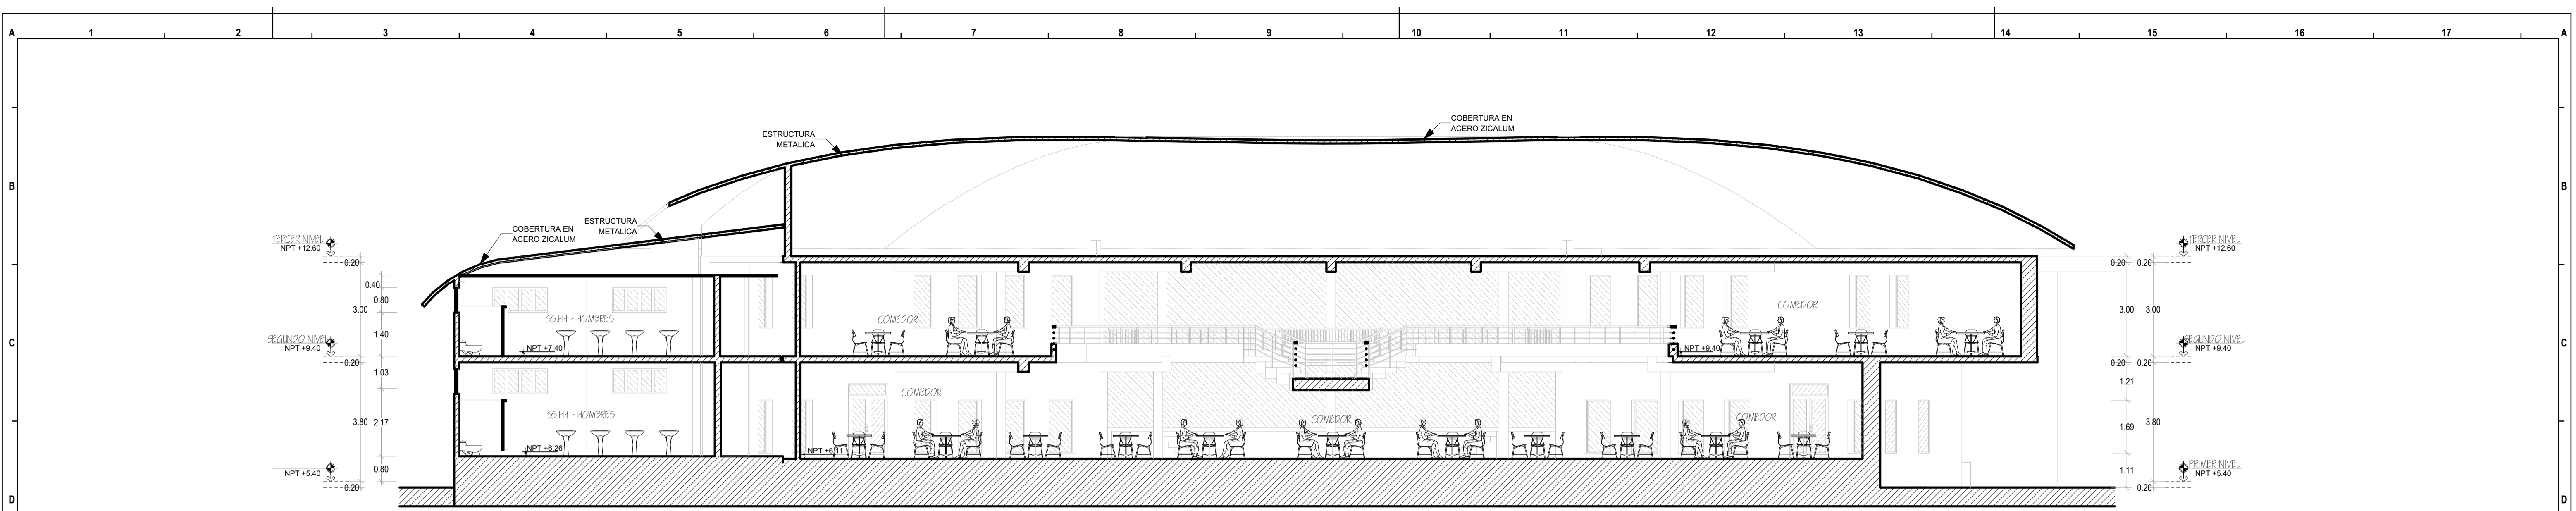 1 2 3 4 5 6 7 8 9 10 11 12 13 14 15 16 17
A A
B B
C C
D D
COBERTURA EN
ACERO ZICALUM
ESTRUCTURA
METALICA
COBERTURA EN
ACERO ZICALUM
ESTRUCTURA
METALICA
TERCER NIVEL
NPT +12.60
SEGUNDO NIVEL
NPT +9.40
NPT +5.40
0.20
3.00
0.20
3.80
0.20
0.40
0.80
1.40
1.03
2.17
0.80
SS.HH - HOMBRES
NPT +7.40
SS.HH - HOMBRES
NPT +6.26
COMEDOR
COMEDOR
NPT +9.40
COMEDOR
COMEDOR
COMEDOR
NPT +6.11
0.20
3.00
0.20
1.21
1.69
1.11
0.20
3.00
0.20
3.80
0.20
TERCER NIVEL
NPT +12.60
SEGUNDO NIVEL
NPT +9.40
PRIMER NIVEL
NPT +5.40